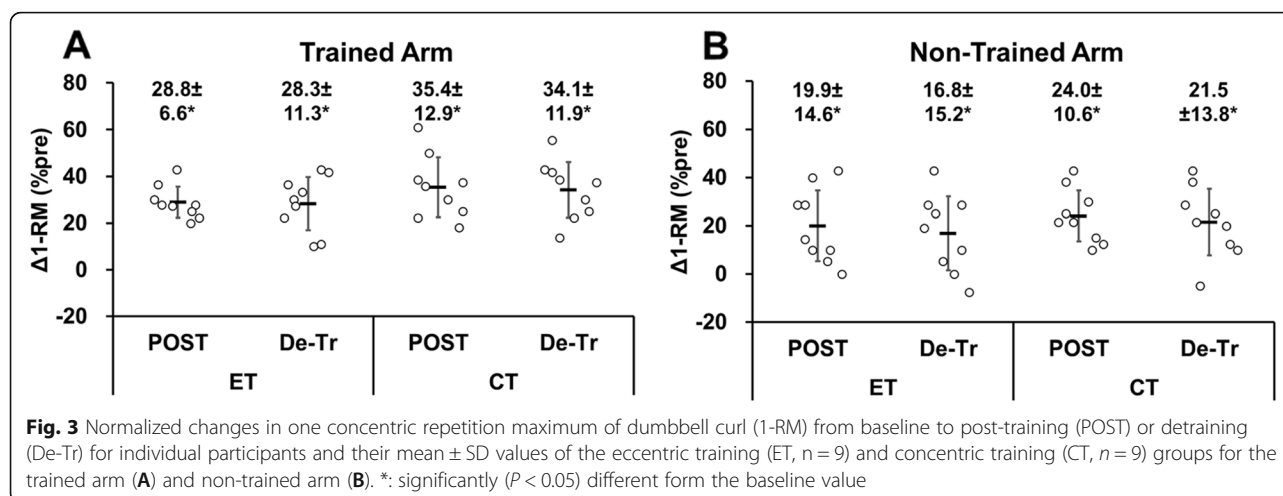 A
Trained Arm
28.8±
6.6*
28.3±
11.3*
35.4±
12.9*
34.1±
11.9*
Δ1-RM (%pre)
80
60
40
20
0
-20
POST
De-Tr
POST
De-Tr
ET
CT
B
Non-Trained Arm
19.9±
14.6*
16.8±
15.2*
24.0±
10.6*
21.5
±13.8*
Δ1-RM (%pre)
80
60
40
20
0
-20
POST
De-Tr
POST
De-Tr
ET
CT
Fig. 3 Normalized changes in one concentric repetition maximum of dumbbell curl (1-RM) from baseline to post-training (POST) or detraining
(De-Tr) for individual participants and their mean ± SD values of the eccentric training (ET, n = 9) and concentric training (CT, n = 9) groups for the
trained arm (A) and non-trained arm (B). *: significantly (P < 0.05) different form the baseline value